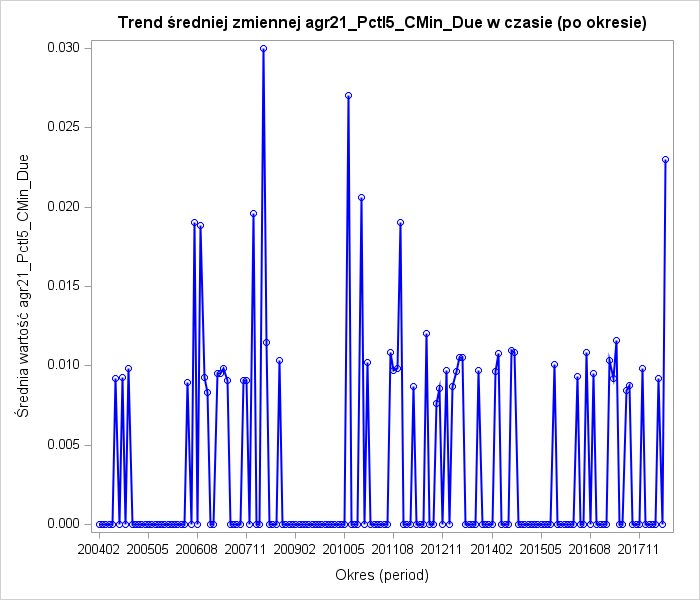 Trend średniej zmiennej agr21_Pctl5_CMin_Due w czasie (po okresie)
0.030
0.025
0.020
0.015
0.010
0.005
0.000
Średnia wartość agr21_Pctl5_CMin_Due
200402 200505 200608 200711 200902 201005 201108 201211 201402 201505 201608 201711
Okres (period)